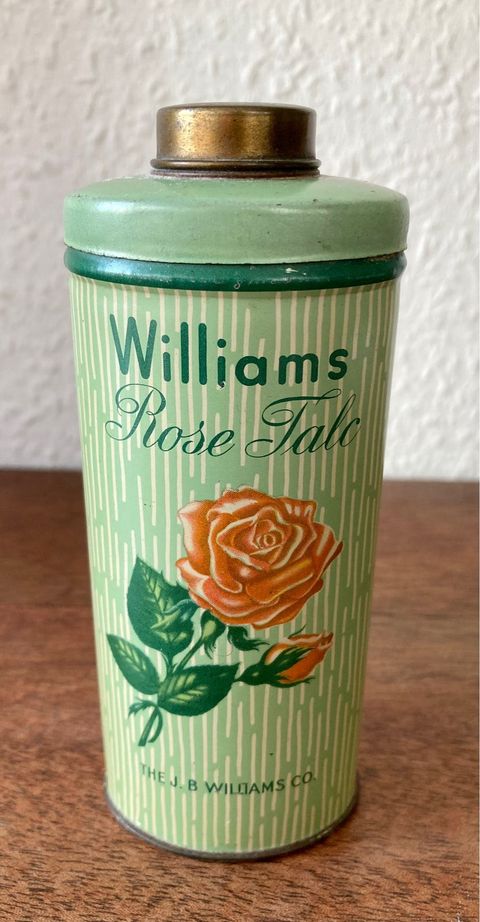 Williams
Rose Talc
THE J. B WILLIAMS CO.